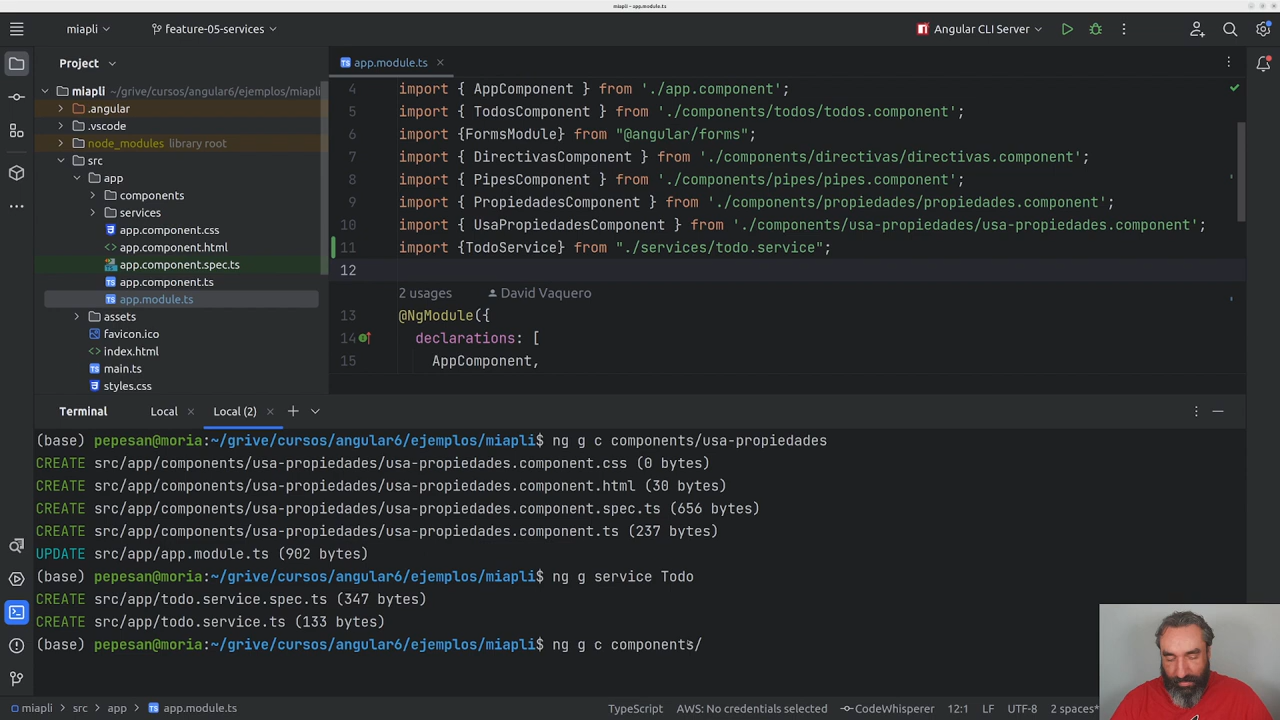 miapli - app.module.ts
miapli
feature-05-services
Angular CLI Server
Project
app.module.ts
miapli ~/grive/cursos/angular6/ejemplos/miapli
.angular
.vscode
node_modules library root
src
app
components
services
app.component.css
app.component.html
app.component.spec.ts
app.component.ts
app.module.ts
assets
favicon.ico
index.html
main.ts
styles.css
4 import { AppComponent } from './app.component';
5 import { TodosComponent } from './components/todos/todos.component';
6 import {FormsModule} from "@angular/forms";
7 import { DirectivasComponent } from './components/directivas/directivas.component';
8 import { PipesComponent } from './components/pipes/pipes.component';
9 import { PropiedadesComponent } from './components/propiedades/propiedades.component';
10 import { UsaPropiedadesComponent } from './components/usa-propiedades/usa-propiedades.component';
11 import {TodoService} from "./services/todo.service";
12
2 usages David Vaquero
13 @NgModule({
14 declarations: [
15 AppComponent,
Terminal Local Local (2)
(base) pepesan@moria:~/grive/cursos/angular6/ejemplos/miapli$ ng g c components/usa-propiedades
CREATE src/app/components/usa-propiedades/usa-propiedades.component.css (0 bytes)
CREATE src/app/components/usa-propiedades/usa-propiedades.component.html (30 bytes)
CREATE src/app/components/usa-propiedades/usa-propiedades.component.spec.ts (656 bytes)
CREATE src/app/components/usa-propiedades/usa-propiedades.component.ts (237 bytes)
UPDATE src/app/app.module.ts (902 bytes)
(base) pepesan@moria:~/grive/cursos/angular6/ejemplos/miapli$ ng g service Todo
CREATE src/app/todo.service.spec.ts (347 bytes)
CREATE src/app/todo.service.ts (133 bytes)
(base) pepesan@moria:~/grive/cursos/angular6/ejemplos/miapli$ ng g c components/
miapli > src > app > app.module.ts
TypeScript AWS: No credentials selected CodeWhisperer 12:1 LF UTF-8 2 spaces*